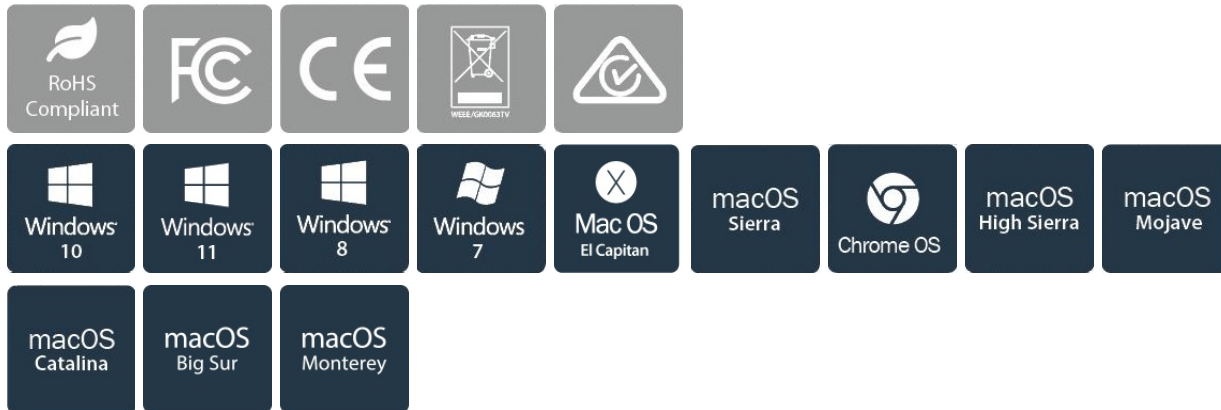 RoHS
Compliant
FC
CE
WEEE/GK0063TV
Windows
10
Windows
11
Windows
8
Windows
7
X
Mac OS
El Capitan
macOS
Sierra
Chrome OS
macOS
High Sierra
macOS
Mojave
macOS
Catalina
macOS
Big Sur
macOS
Monterey